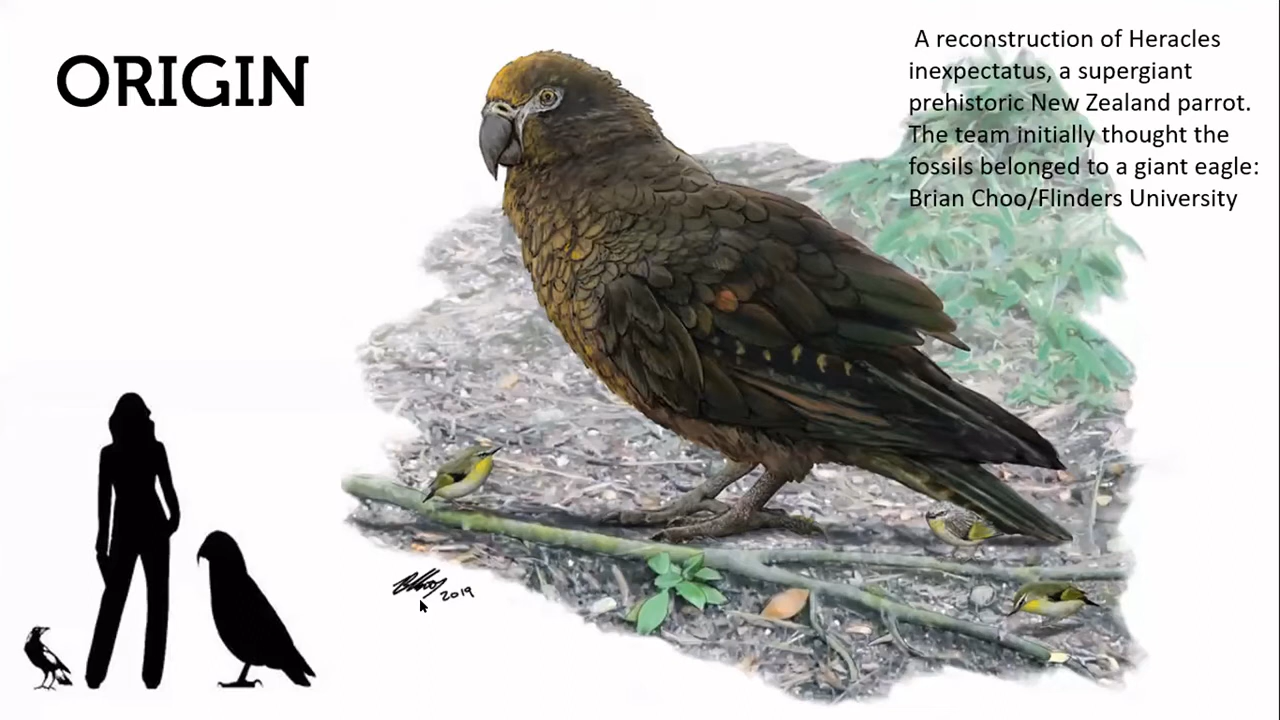 ORIGIN
A reconstruction of Heracles
inexpectatus, a supergiant
prehistoric New Zealand parrot.
The team initially thought the
fossils belonged to a giant eagle:
Brian Choo/Flinders University
2019